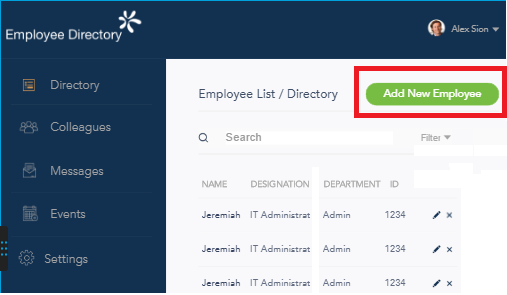 Employee Directory
Alex Sion
Directory
Colleagues
Messages
Events
Settings
Employee List / Directory
Add New Employee
Search
Filter
NAME DESIGNATION DEPARTMENT ID
Jeremiah IT Administrat Admin 1234
Jeremiah IT Administrat Admin 1234
Jeremiah IT Administrat Admin 1234